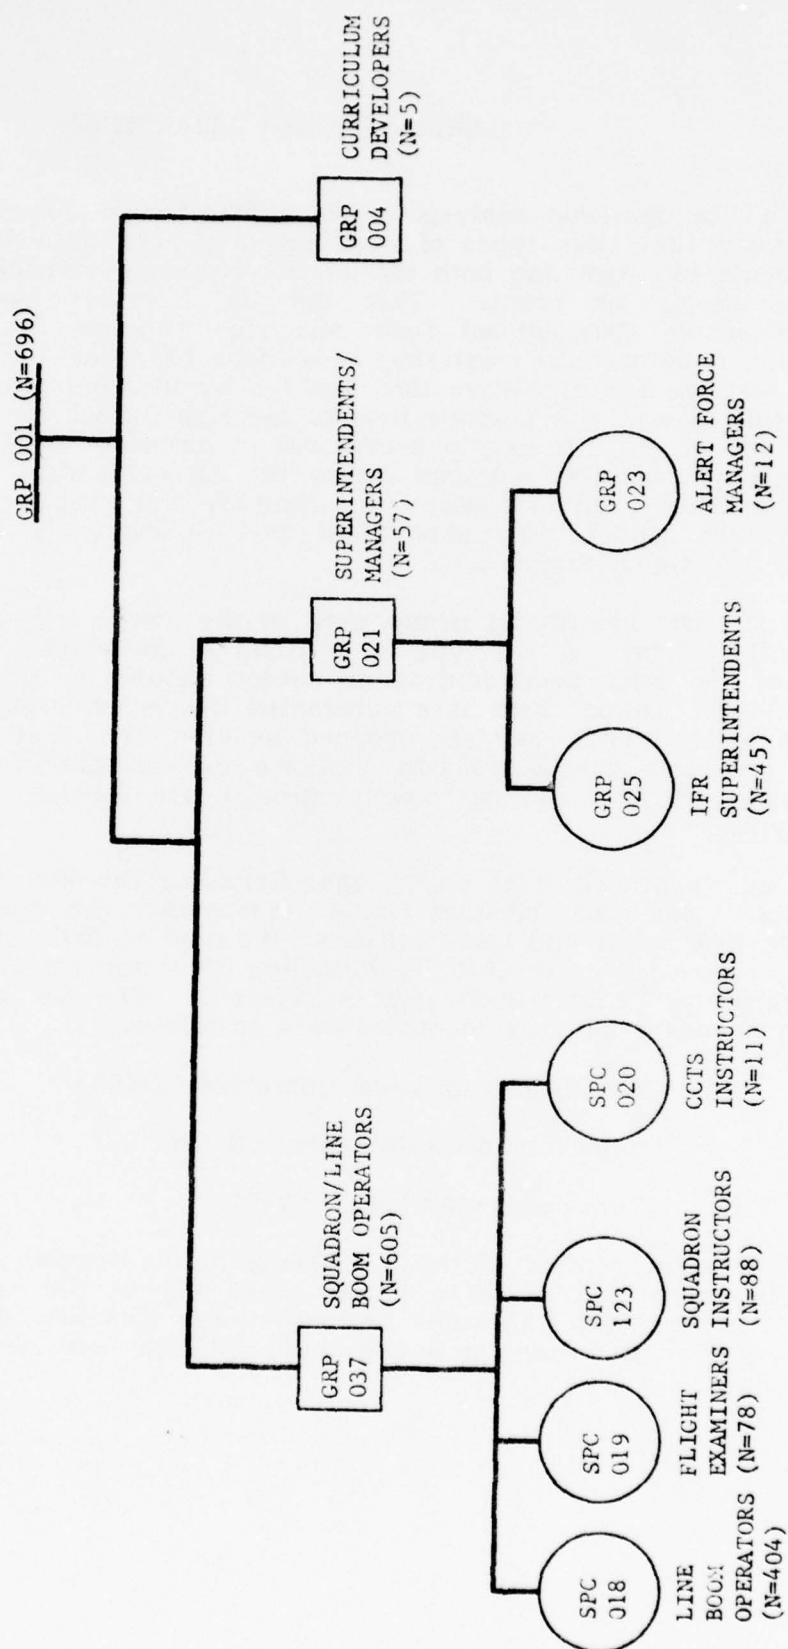 GRP 001 (N=696)
GRP
004
CURRICULUM
DEVELOPERS
(N=5)
GRP
021
SUPERINTENDENTS/
MANAGERS
(N=57)
GRP
037
SQUADRON/LINE
BOOM OPERATORS
(N=605)
SPC
018
LINE
BOOM
OPERATORS
(N=404)
SPC
019
FLIGHT
EXAMINERS
(N=78)
SPC
123
SQUADRON
INSTRUCTORS
(N=88)
SPC
020
CCTS
INSTRUCTORS
(N=11)
GRP
025
IFR
SUPERINTENDENTS
(N=45)
GRP
023
ALERT FORCE
MANAGERS
(N=12)